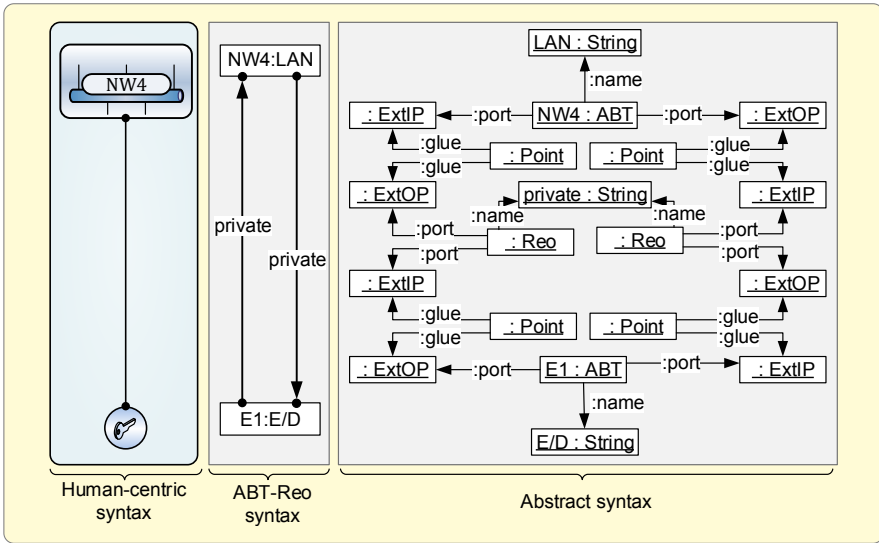 NW4
NW4:LAN
private
private
E1:E/D
LAN : String
:name
: ExtIP
:port
NW4 : ABT
:port
: ExtOP
:glue
: Point
: Point
:glue
:glue
:glue
: ExtOP
private : String
: ExtIP
:name
:name
:port
: Reo
: Reo
:port
:port
:port
: ExtIP
: ExtOP
:glue
: Point
: Point
:glue
:glue
:glue
: ExtOP
:port
E1 : ABT
:port
: ExtIP
:name
E/D : String
Human-centric
syntax
ABT-Reo
syntax
Abstract syntax